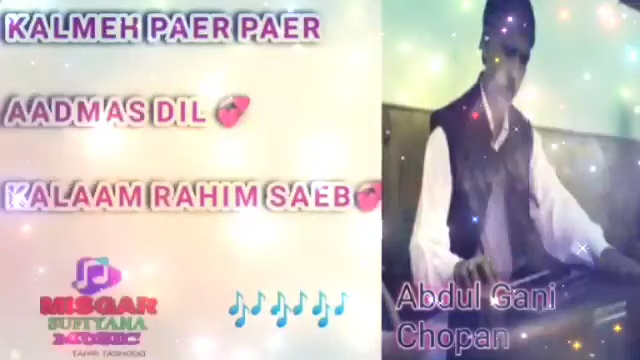 KALMEH PAER PAER
AADMAS DIL
KALAAM RAHIM SAEB
MISGAR
SUFIYANA
MUSIC
Abdul Gani
Chopan